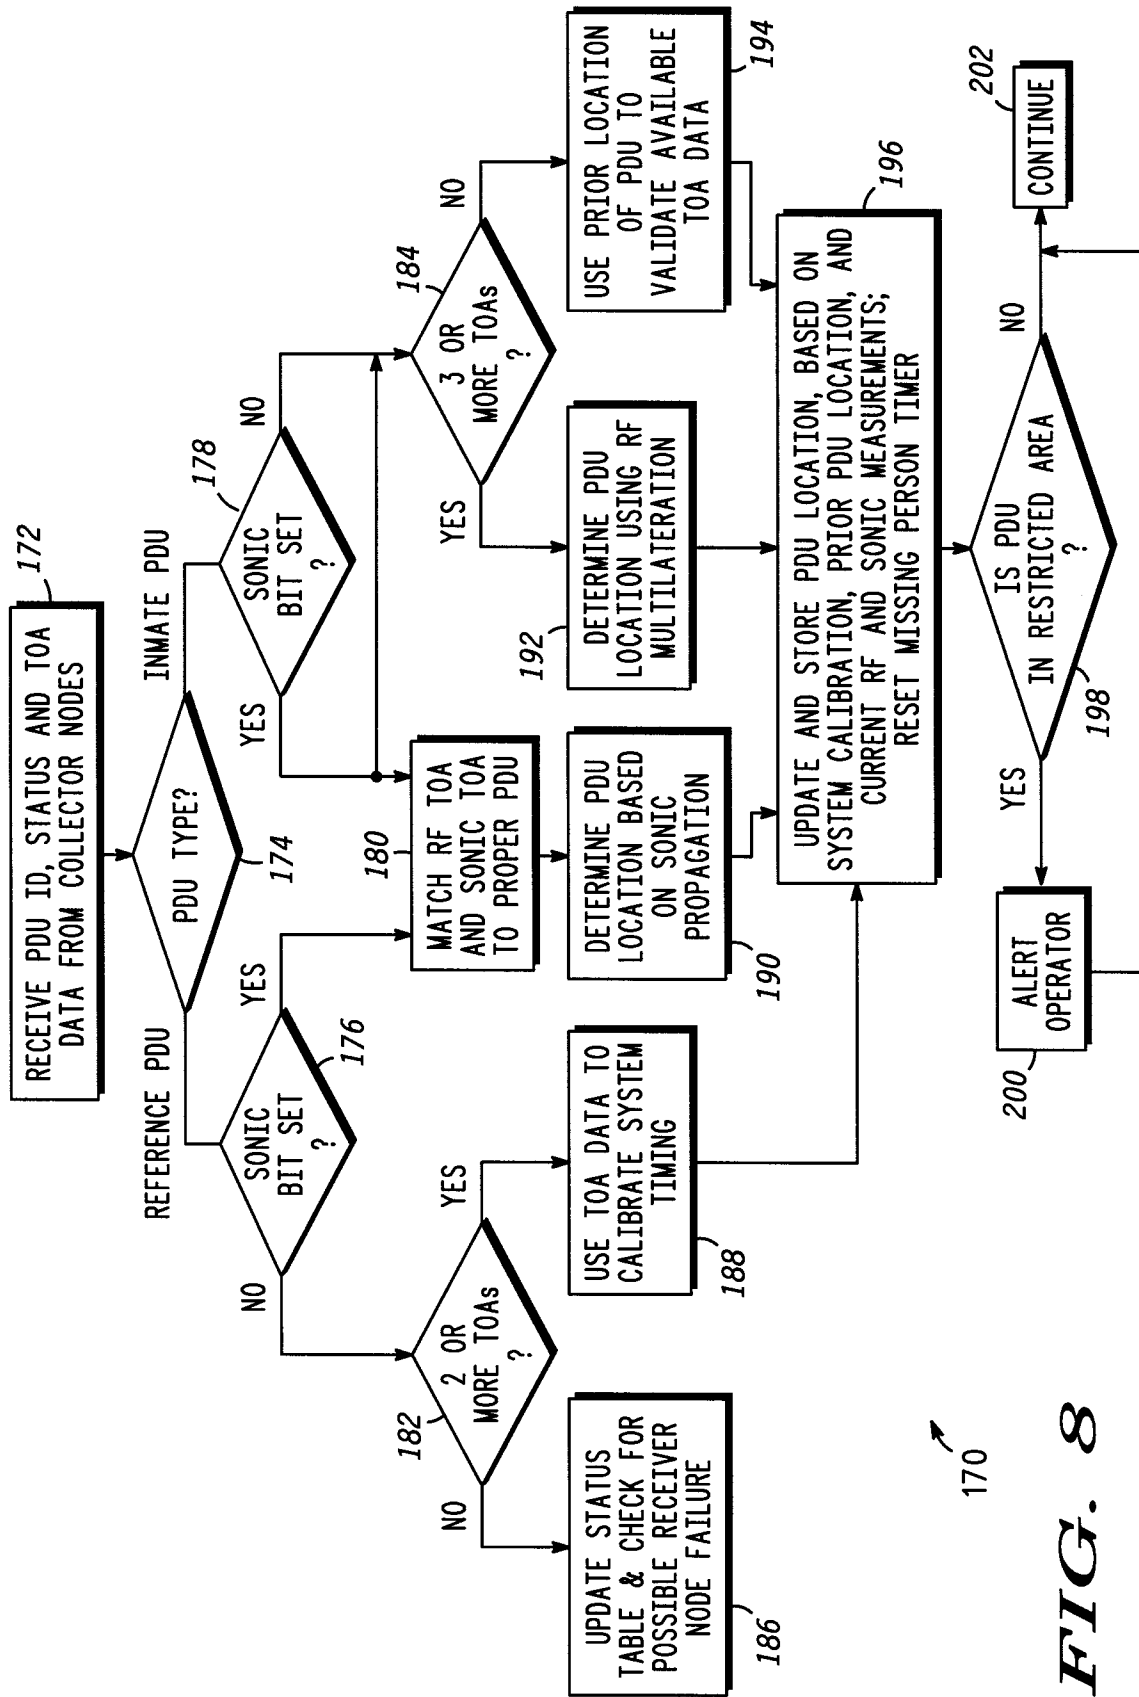 RECEIVE PDU ID, STATUS AND TOA
DATA FROM COLLECTOR NODES
172
PDU TYPE?
174
REFERENCE PDU
INMATE PDU
SONIC
BIT SET
?
176
NO
YES
SONIC
BIT SET
?
178
YES
NO
2 OR
MORE TOAs
?
182
NO
YES
MATCH RF TOA
AND SONIC TOA
TO PROPER PDU
180
3 OR
MORE TOAs
?
184
YES
NO
UPDATE STATUS
TABLE & CHECK FOR
POSSIBLE RECEIVER
NODE FAILURE
186
USE TOA DATA TO
CALIBRATE SYSTEM
TIMING
188
DETERMINE PDU
LOCATION BASED
ON SONIC
PROPAGATION
190
DETERMINE PDU
LOCATION USING RF
MULTILATERATION
192
USE PRIOR LOCATION
OF PDU TO
VALIDATE AVAILABLE
TOA DATA
194
UPDATE AND STORE PDU LOCATION, BASED ON
SYSTEM CALIBRATION, PRIOR PDU LOCATION, AND
CURRENT RF AND SONIC MEASUREMENTS;
RESET MISSING PERSON TIMER
196
IS PDU
IN RESTRICTED AREA
?
198
YES
NO
ALERT
OPERATOR
200
CONTINUE
202
170
FIG. 8